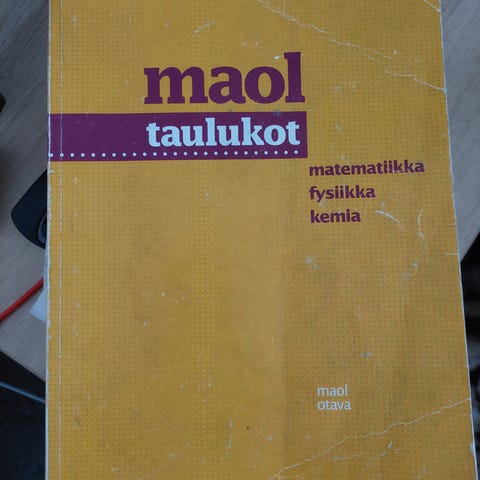 maol
taulukot
matematiikka
fysiikka
kemia
maol
otava